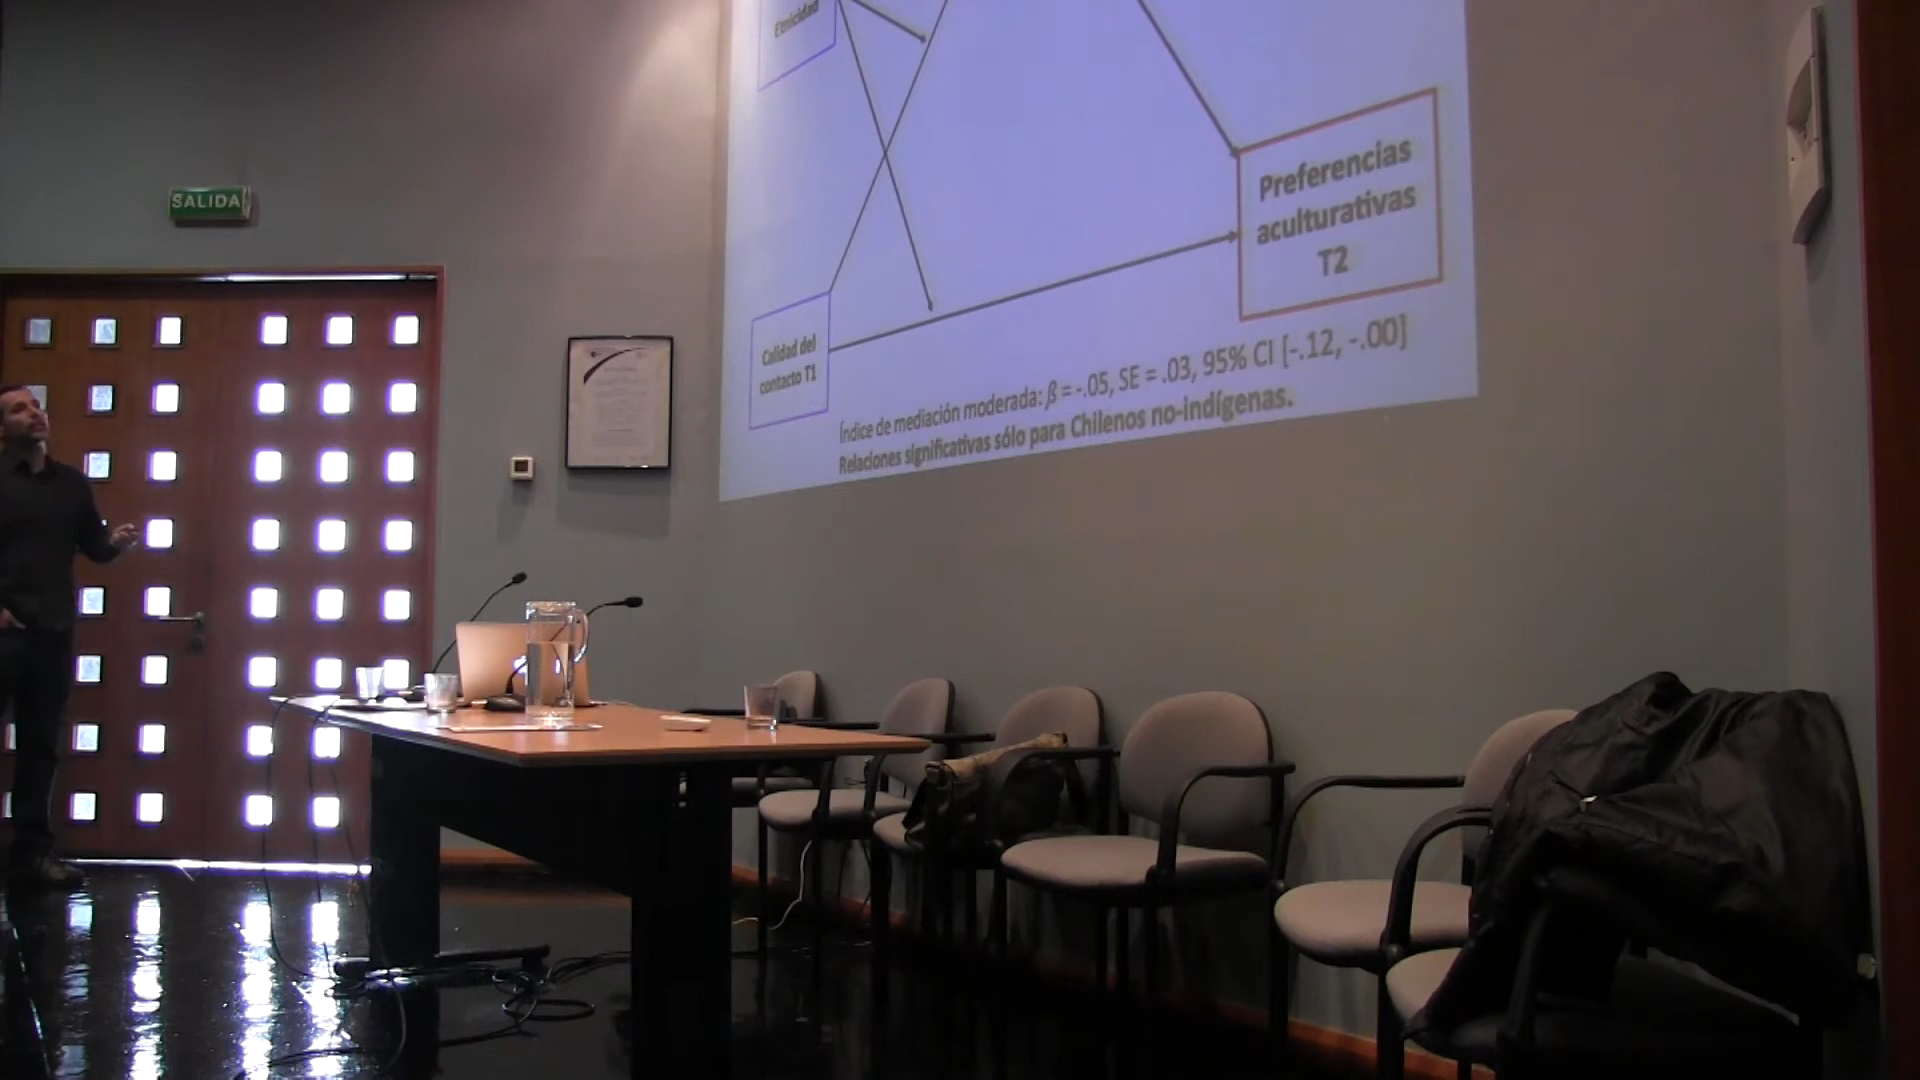 Etnicidad
SALIDA
Preferencias
aculturativas
T2
Calidad del
contacto T1
Índice de mediación moderada: ß = -.05, SE = .03, 95% CI [-.12, -.00]
Relaciones significativas sólo para Chilenos no-indígenas.